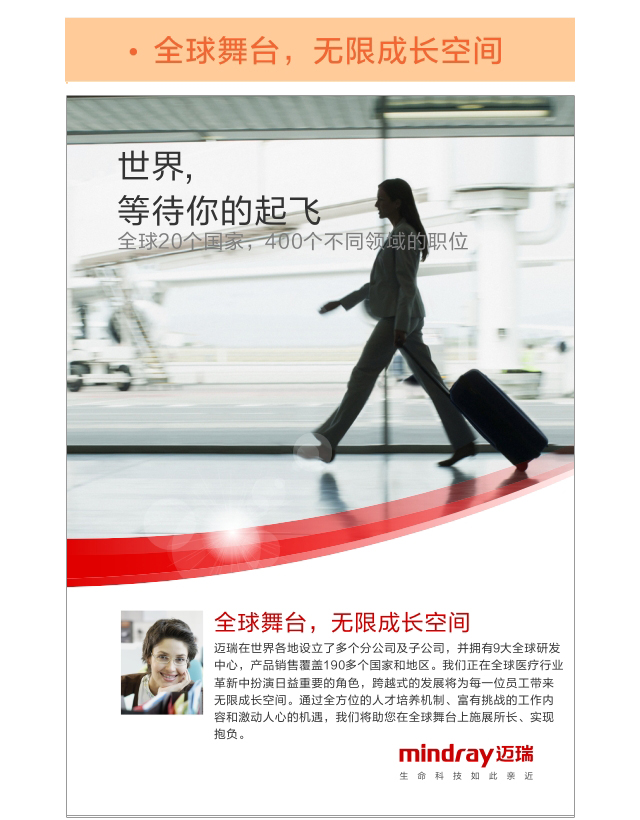 • 全球舞台，无限成长空间
世界,
等待你的起飞
全球20个国家，400个不同领域的职位
全球舞台，无限成长空间
迈瑞在世界各地设立了多个分公司及子公司，并拥有9大全球研发
中心，产品销售覆盖190多个国家和地区。我们正在全球医疗行业
革新中扮演日益重要的角色，跨越式的发展将为每一位员工带来
无限成长空间。通过全方位的人才培养机制、富有挑战的工作内
容和激动人心的机遇，我们将助您在全球舞台上施展所长、实现
抱负。
mindray迈瑞
生命科技如此亲近